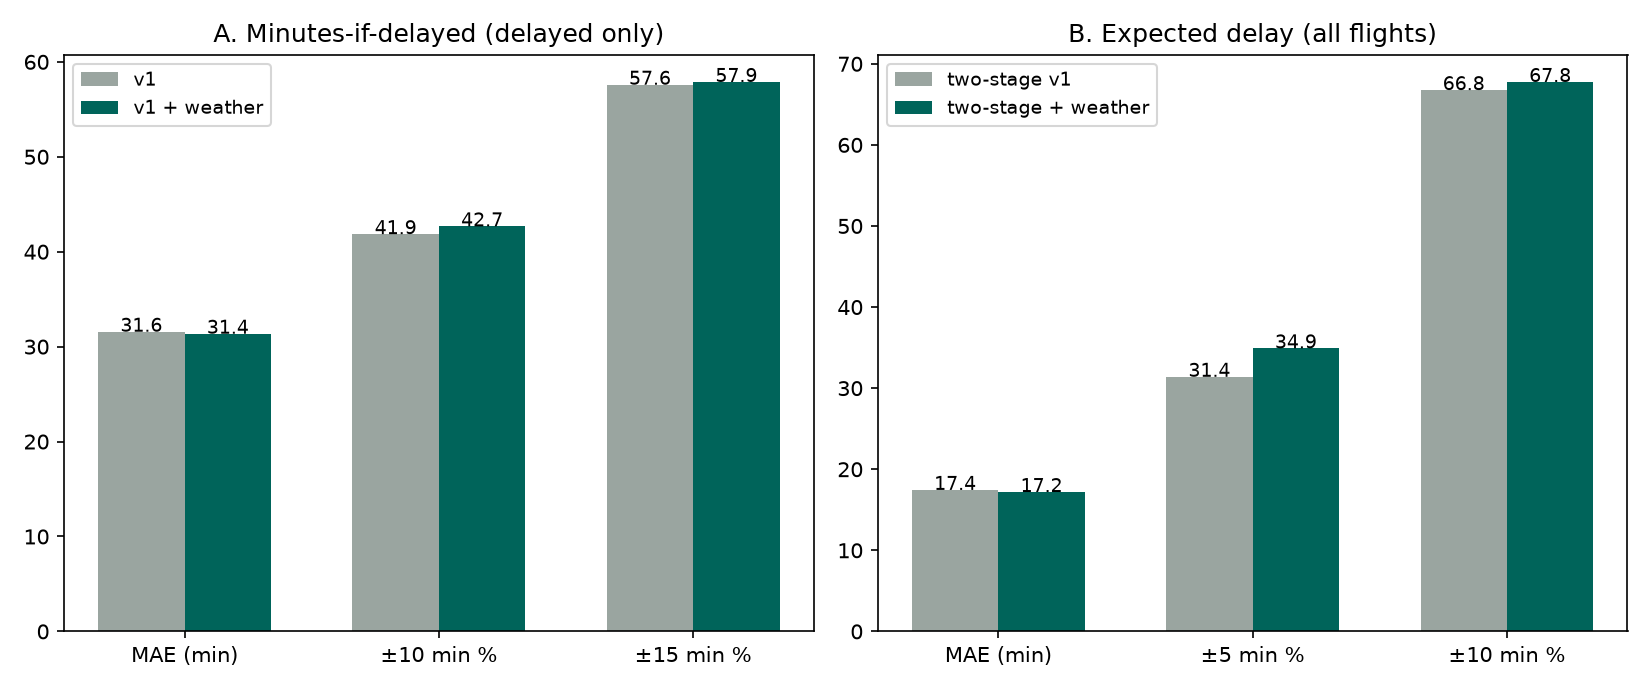 A. Minutes-if-delayed (delayed only)
60
50
40
30
20
10
0
v1
v1 + weather
31.6
31.4
41.9
42.7
57.6
57.9
MAE (min)
±10 min %
±15 min %
B. Expected delay (all flights)
70
60
50
40
30
20
10
0
two-stage v1
two-stage + weather
17.4
17.2
31.4
34.9
66.8
67.8
MAE (min)
±5 min %
±10 min %